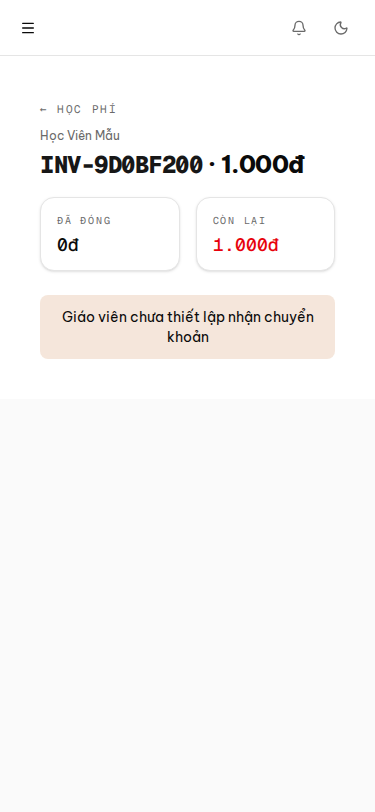 ← HỌC PHÍ
Học Viên Mẫu
INV-9D0BF200 · 1.000đ
ĐÃ ĐÓNG
0đ
CÒN LẠI
1.000đ
Giáo viên chưa thiết lập nhận chuyển
khoản